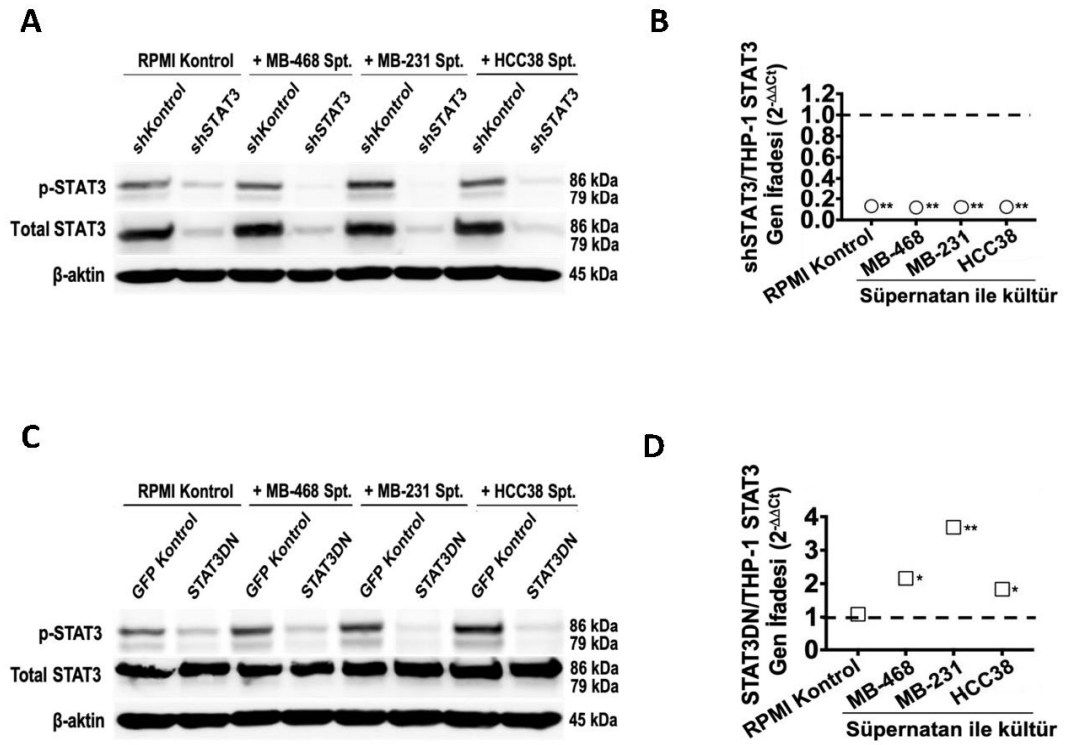 A
RPMI Kontrol + MB-468 Spt. + MB-231 Spt. + HCC38 Spt.
shKontrol shSTAT3 shKontrol shSTAT3 shKontrol shSTAT3 shKontrol shSTAT3
p-STAT3 86 kDa
79 kDa
Total STAT3 86 kDa
79 kDa
β-aktin 45 kDa
B
shSTAT3/THP-1 STAT3
Gen İfadesi (2-ΔΔCt)
1.2
1.0
0.8
0.6
0.4
0.2
0.0
** ** ** **
RPMI Kontrol MB-468 MB-231 HCC38
Süpernatan ile kültür
C
RPMI Kontrol + MB-468 Spt. + MB-231 Spt. + HCC38 Spt.
GFP Kontrol STAT3DN GFP Kontrol STAT3DN GFP Kontrol STAT3DN GFP Kontrol STAT3DN
p-STAT3 86 kDa
79 kDa
Total STAT3 86 kDa
79 kDa
β-aktin 45 kDa
D
STAT3DN/THP-1 STAT3
Gen İfadesi (2-ΔΔCt)
4
3
2
1
0
* ** *
RPMI Kontrol MB-468 MB-231 HCC38
Süpernatan ile kültür